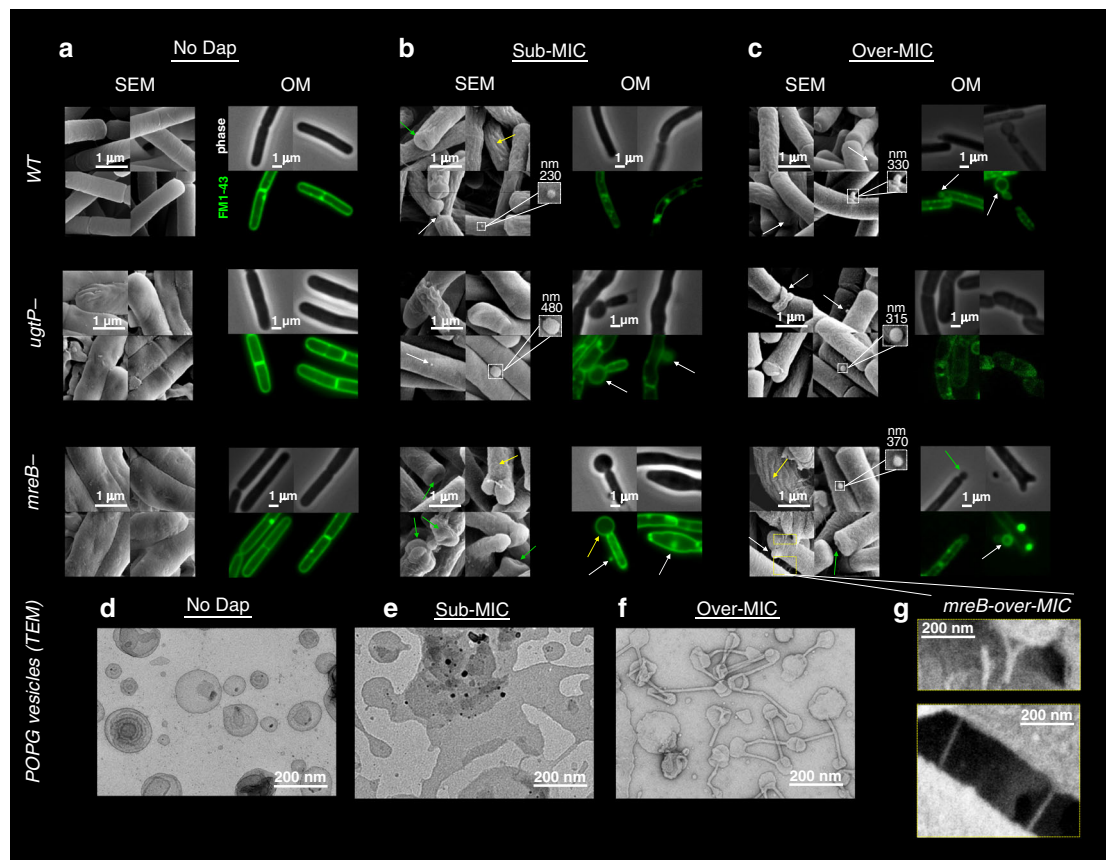 a No Dap
b Sub-MIC
c Over-MIC
SEM OM SEM OM SEM OM
WT
1 µm
phase
1 µm
FM1-43
1 µm
nm
230
1 µm
1 µm
nm
330
1 µm
ugtP–
1 µm
1 µm
1 µm
nm
480
1 µm
1 µm
nm
315
1 µm
mreB–
1 µm
1 µm
1 µm
1 µm
1 µm
nm
370
1 µm
POPG vesicles (TEM)
d No Dap
200 nm
e Sub-MIC
200 nm
f Over-MIC
200 nm
g
mreB-over-MIC
200 nm
200 nm